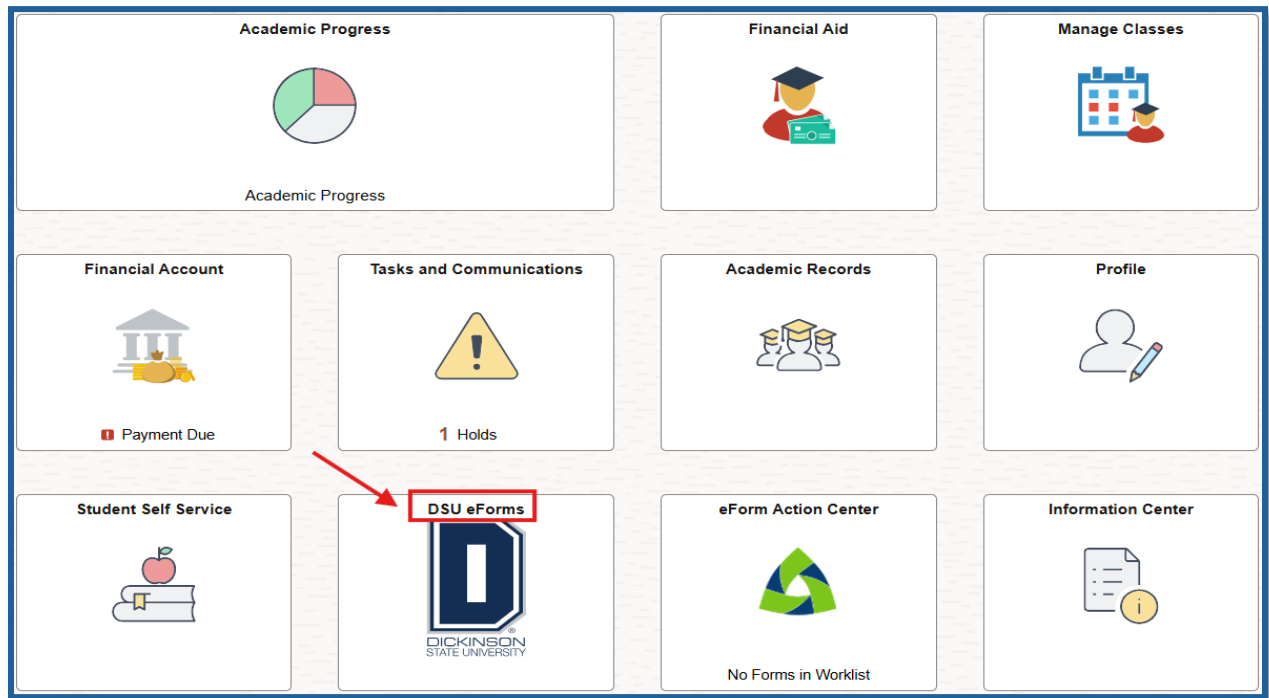 Academic Progress
Financial Aid
Manage Classes
Academic Progress
Financial Account
Tasks and Communications
Academic Records
Profile
! Payment Due
1 Holds
Student Self Service
DSU eForms
eForm Action Center
Information Center
D
DICKINSON
STATE UNIVERSITY
®
i
No Forms in Worklist